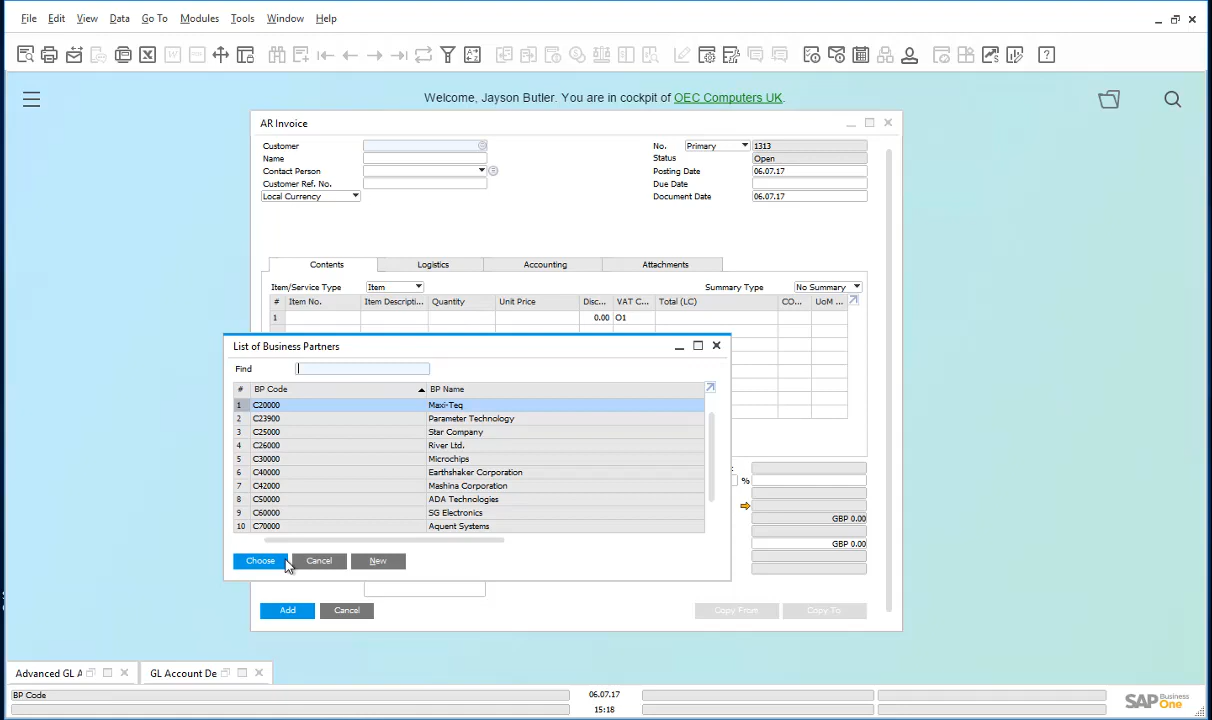 File Edit View Data Go To Modules Tools Window Help
Welcome, Jayson Butler. You are in cockpit of OEC Computers UK.
AR Invoice
Customer
Name
Contact Person
Customer Ref. No.
Local Currency
No. Primary 1313
Status Open
Posting Date 06.07.17
Due Date
Document Date 06.07.17
Contents Logistics Accounting Attachments
Item/Service Type Item Summary Type No Summary
# Item No. Item Descripti... Quantity Unit Price Disc... VAT C... Total (LC) CO... UoM ...
1 0.00 O1
List of Business Partners
Find
# BP Code BP Name
1 C20000 Maxi-Teq
2 C23900 Parameter Technology
3 C25000 Star Company
4 C26000 River Ltd.
5 C30000 Microchips
6 C40000 Earthshaker Corporation
7 C42000 Mashina Corporation
8 C50000 ADA Technologies
9 C60000 SG Electronics
10 C70000 Aquent Systems
Choose Cancel New
%
GBP 0.00
GBP 0.00
Add Cancel Copy From Copy To
Advanced GL A GL Account De
BP Code 06.07.17
15:18
SAP Business One